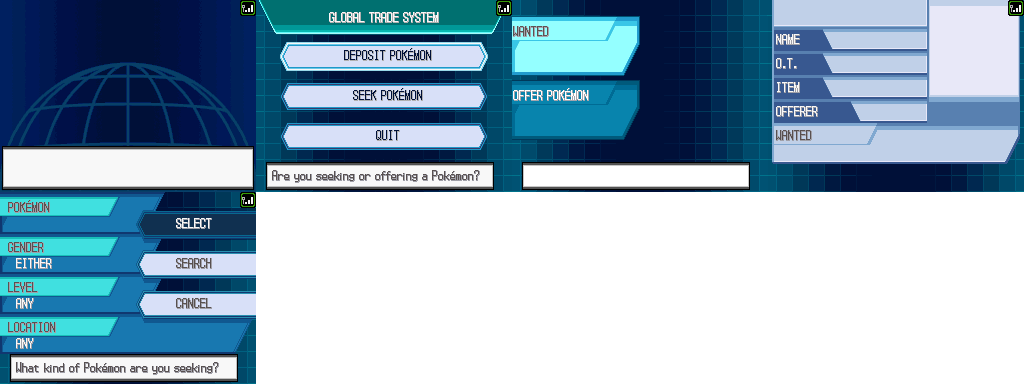 GLOBAL TRADE SYSTEM
DEPOSIT POKÉMON
SEEK POKÉMON
QUIT
Are you seeking or offering a Pokémon?
WANTED
OFFER POKÉMON
NAME
O.T.
ITEM
OFFERER
WANTED
POKÉMON
SELECT
GENDER
EITHER
SEARCH
LEVEL
ANY
CANCEL
LOCATION
ANY
What kind of Pokémon are you seeking?